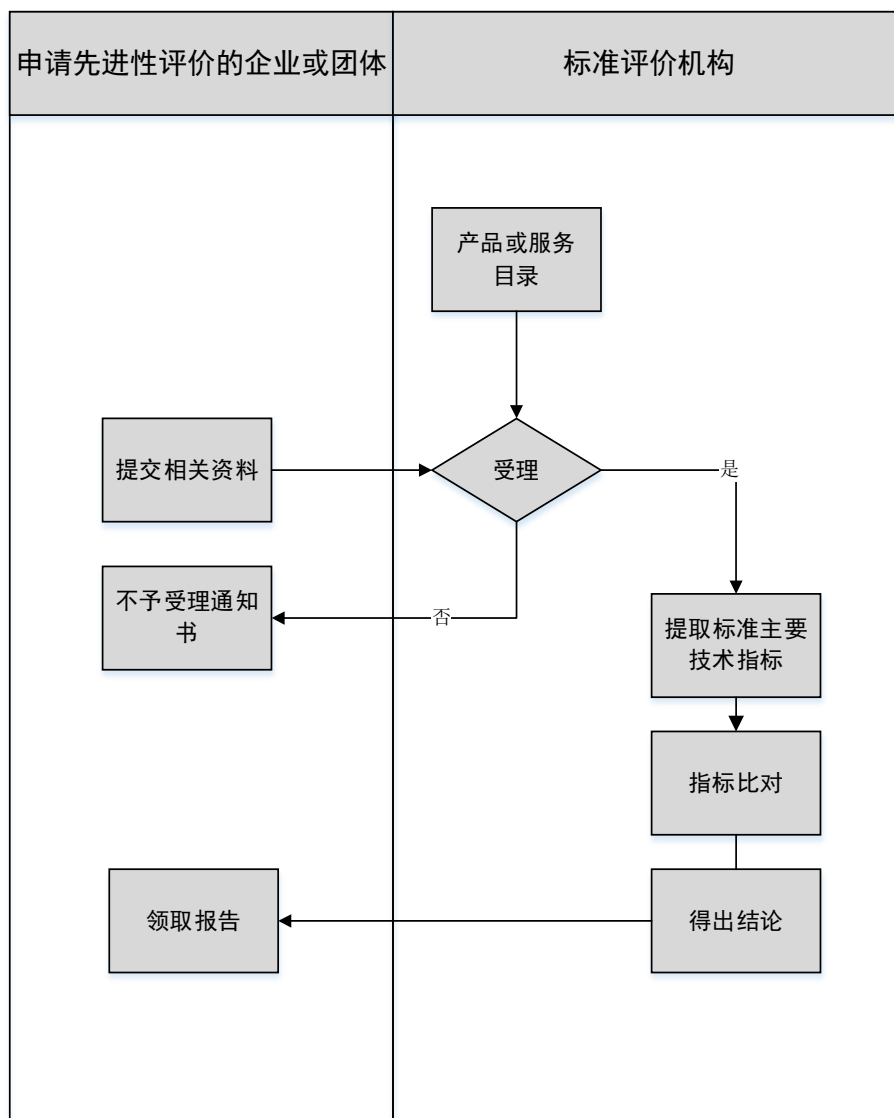 申请先进性评价的企业或团体
标准评价机构
产品或服务
目录
提交相关资料
受理
是
不予受理通知
书
否
提取标准主要
技术指标
指标比对
领取报告
得出结论